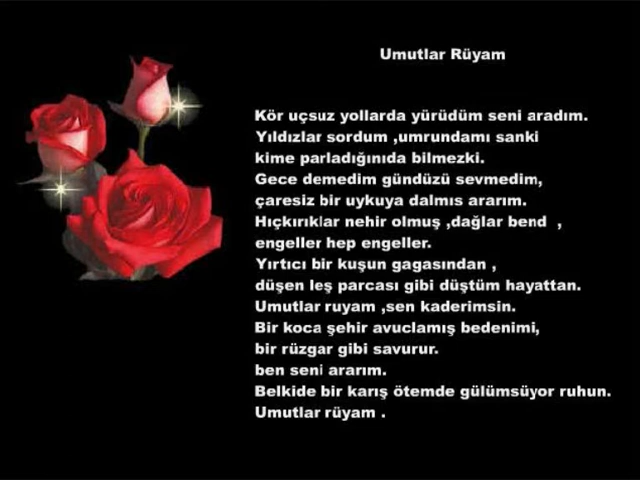 Umutlar Rüyam
Kör uçsuz yollarda yürüdüm seni aradım.
Yıldızlar sordum ,umrundamı sanki
kime parladığınıda bilmezki.
Gece demedim gündüzü sevmedim,
çaresiz bir uykuya dalmıs ararım.
Hıçkırıklar nehir olmuş ,dağlar bend ,
engeller hep engeller.
Yırtıcı bir kuşun gagasından ,
düşen leş parcası gibi düştüm hayattan.
Umutlar ruyam ,sen kaderimsin.
Bir koca şehir avuclamış bedenimi,
bir rüzgar gibi savurur.
ben seni ararım.
Belkide bir karış ötemde gülümsüyor ruhun.
Umutlar rüyam .